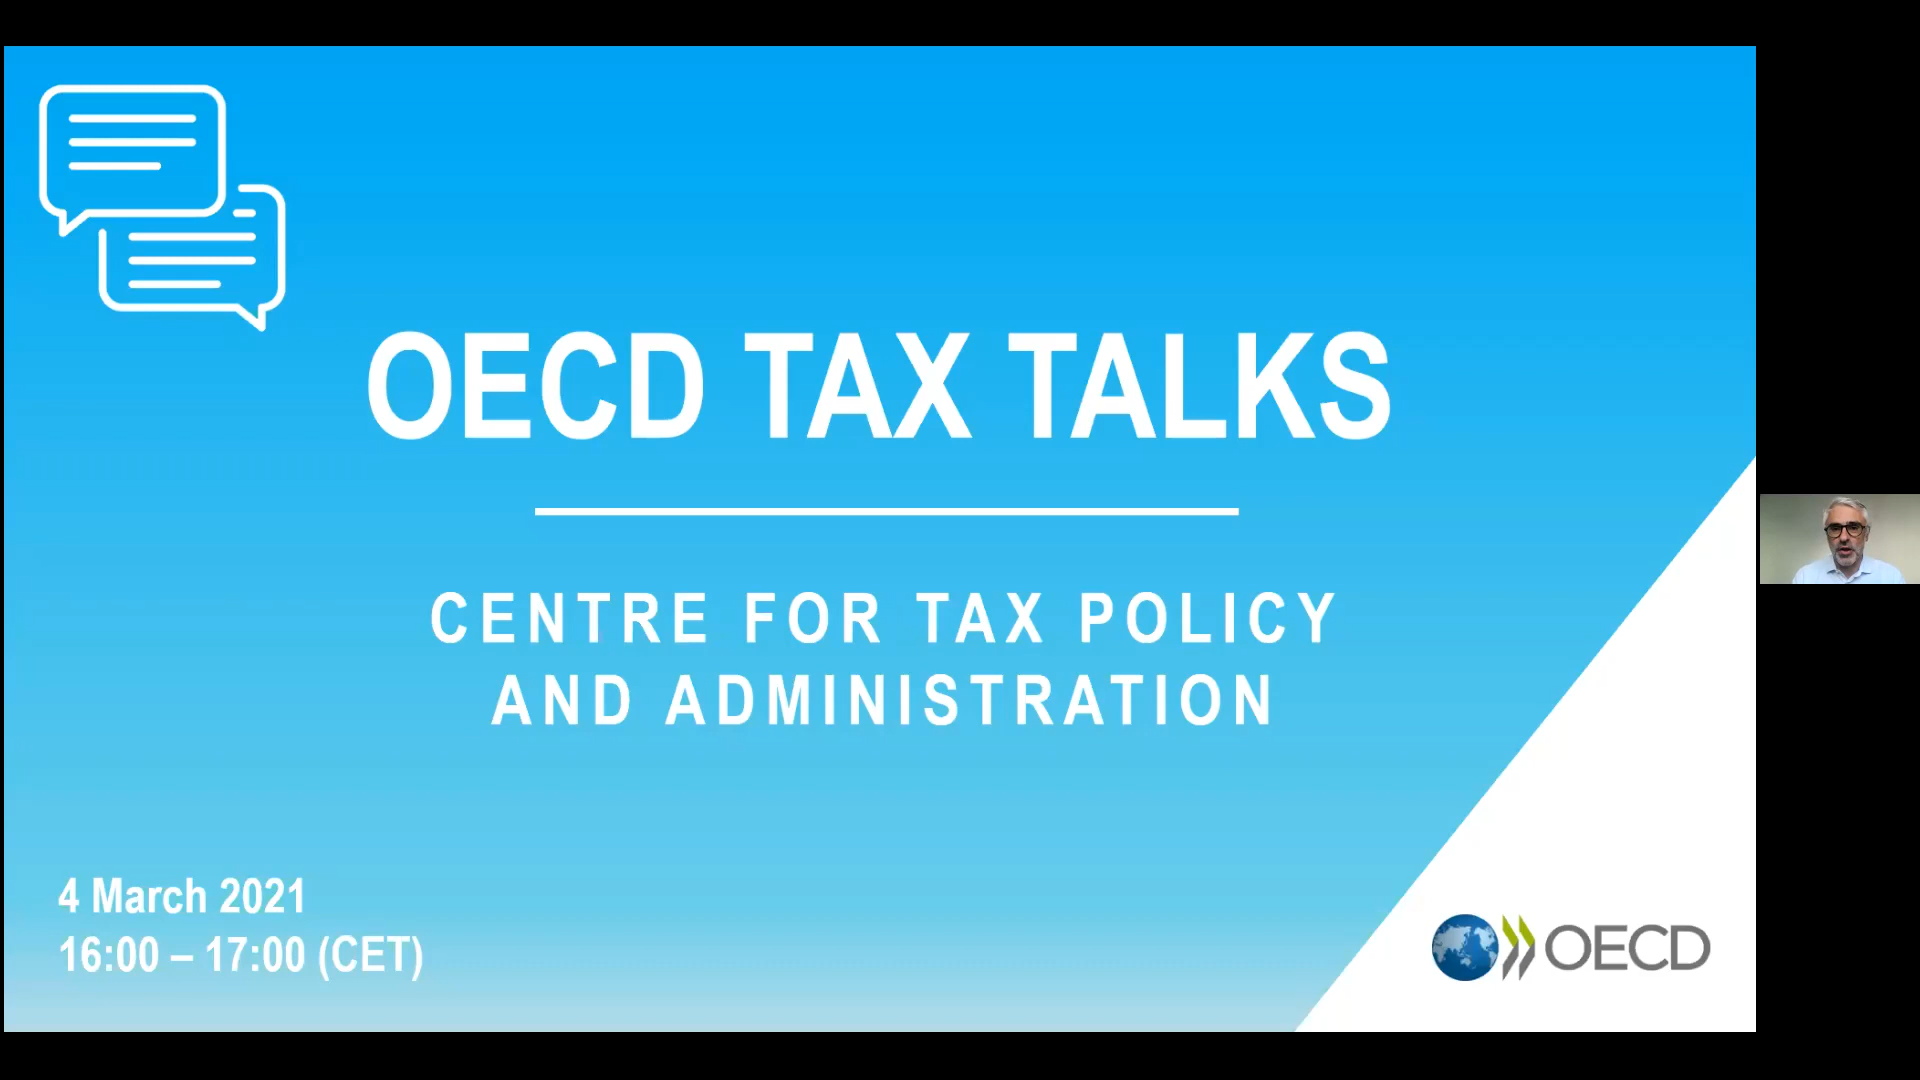 OECD TAX TALKS
CENTRE FOR TAX POLICY
AND ADMINISTRATION
4 March 2021
16:00 – 17:00 (CET)
OECD